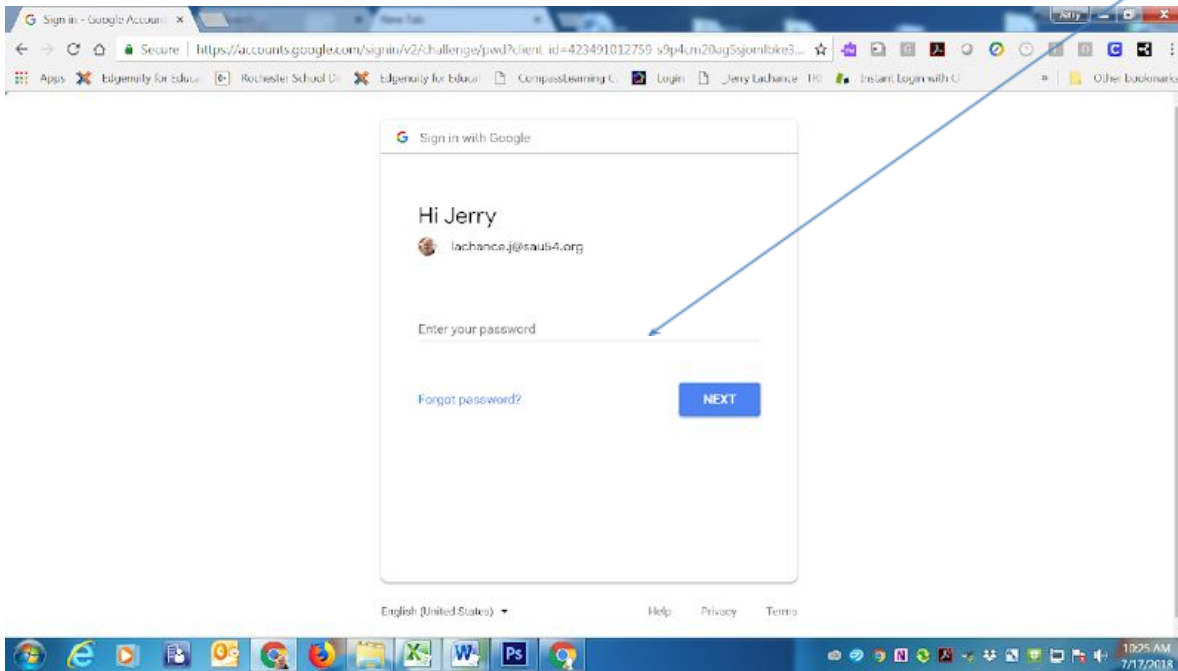 Sign in - Google Accoun
New Tab
Jerry
Secure | https://accounts.google.com/signin/v2/challenge/pwd?client_id=423491012759
Apps Edgenuity for Educa Rochester School Di Edgenuity for Educa CompassLearning Login Jerry Lachance Instant Login with C » Other bookmarks
Sign in with Google
Hi Jerry
lachance.j@sau54.org
Enter your password
Forgot password? NEXT
English (United States) Help Privacy Terms
10:25 AM
7/17/2018